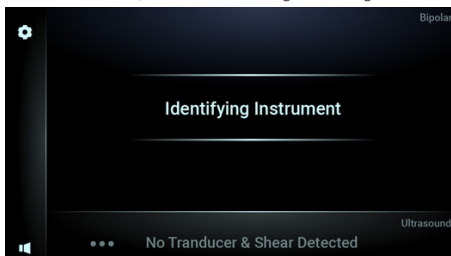 Bipolar
Identifying Instrument
Ultrasound
No Tranducer & Shear Detected